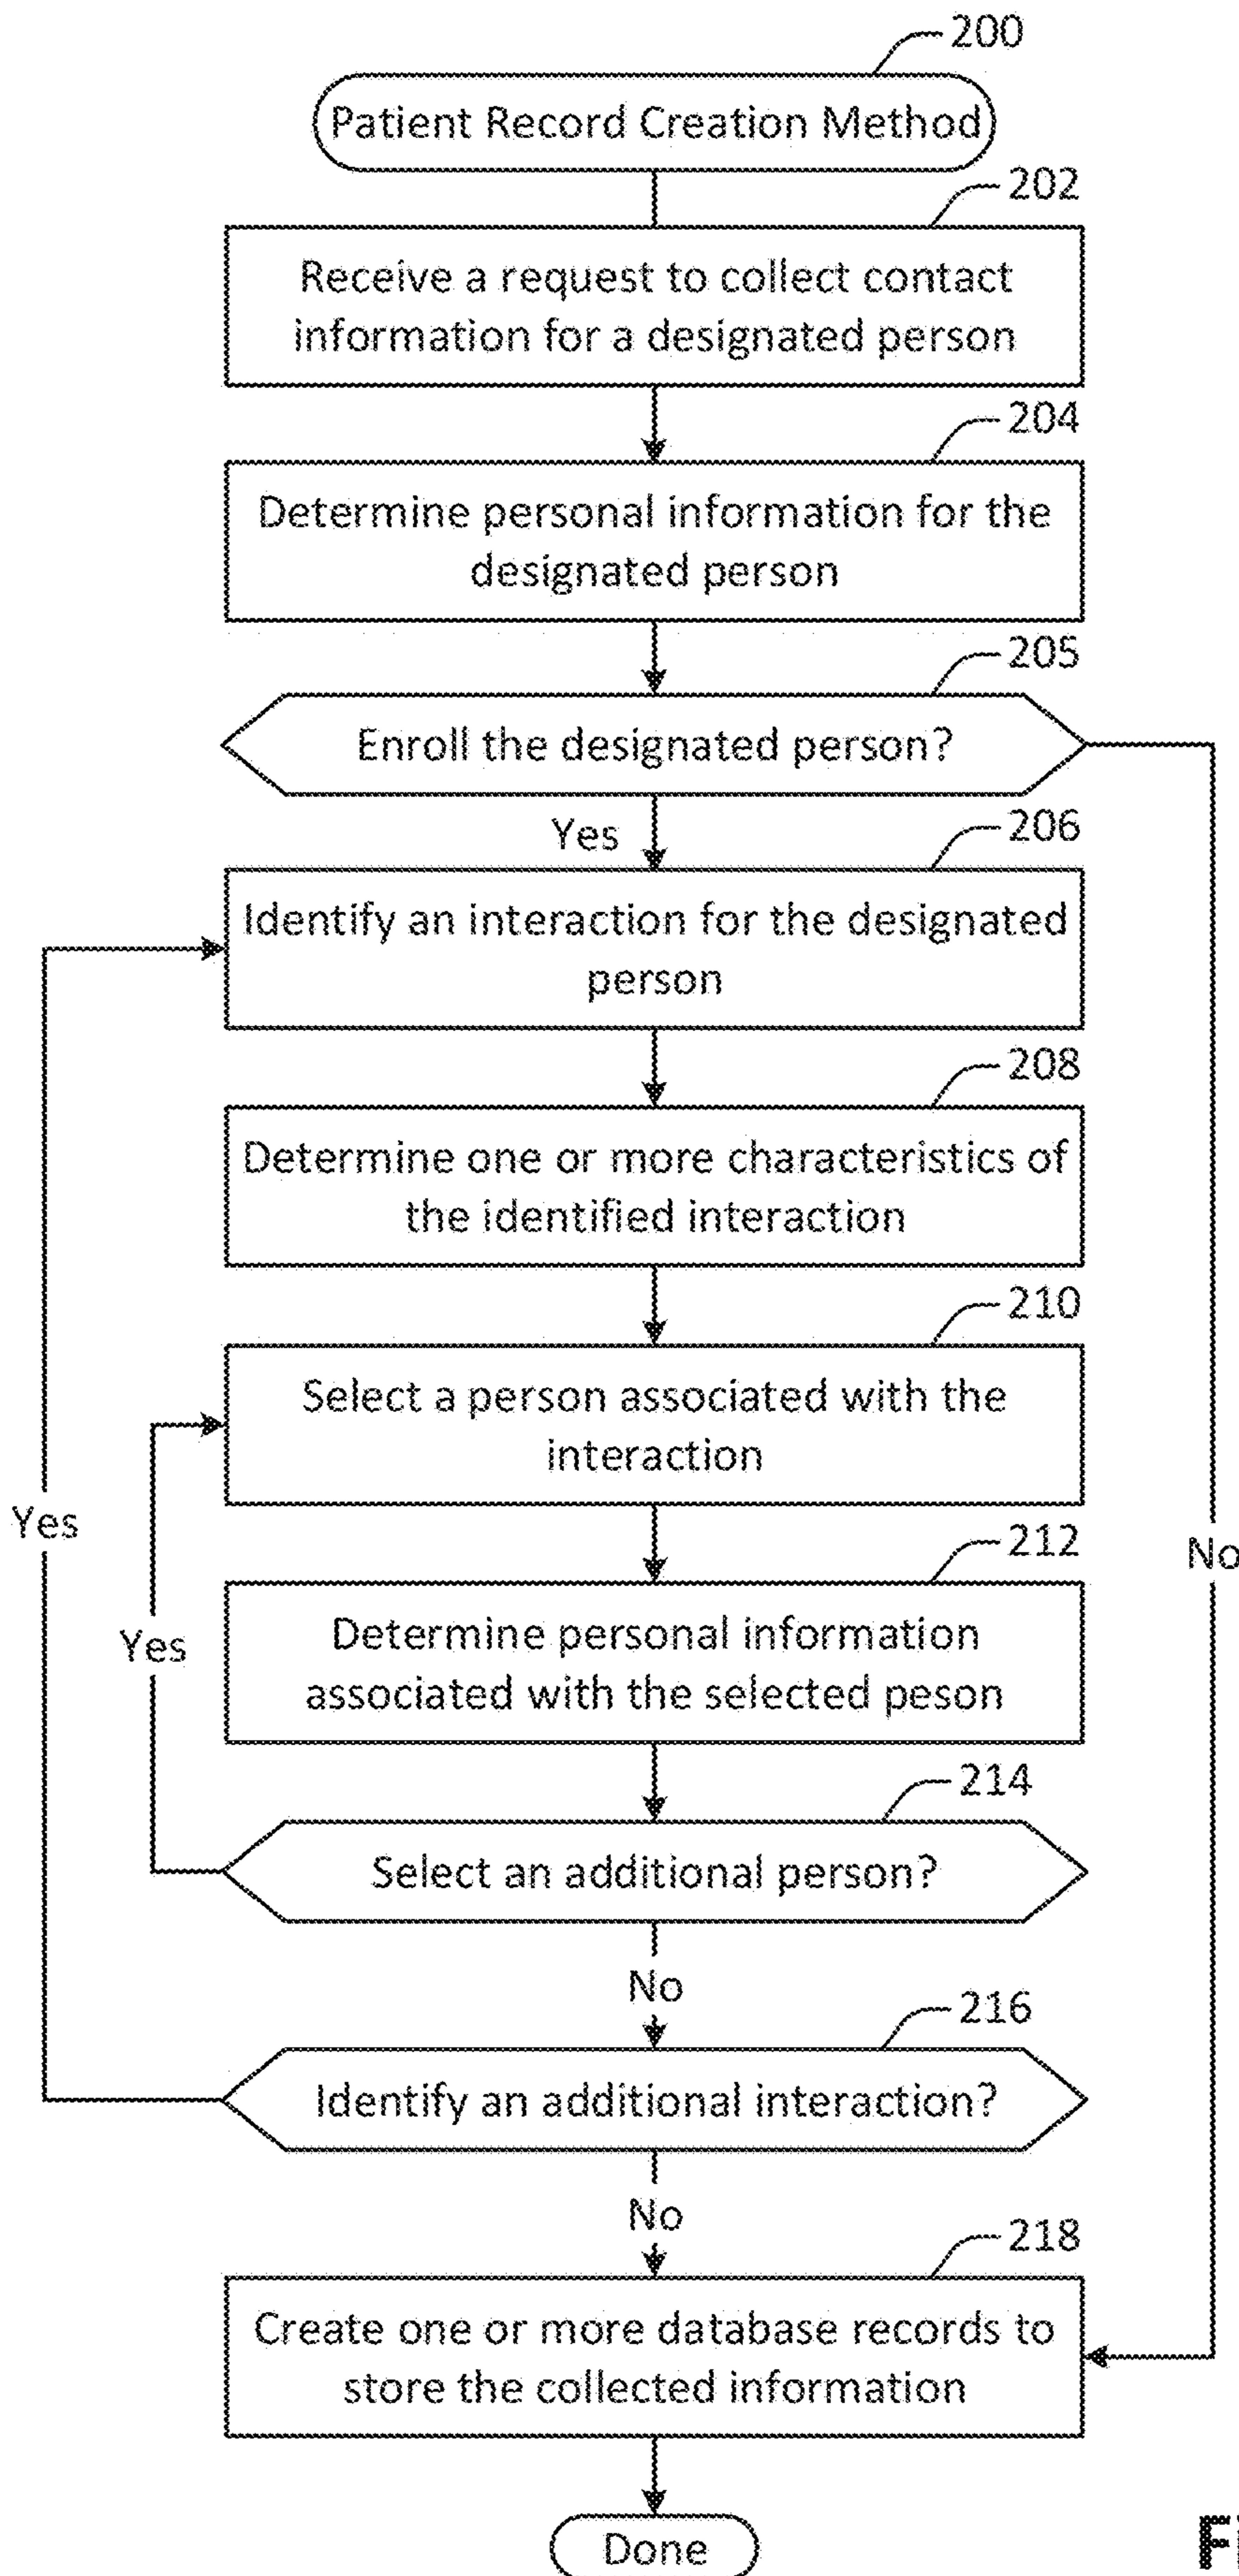 200
Patient Record Creation Method
202
Receive a request to collect contact
information for a designated person
204
Determine personal information for the
designated person
205
Enroll the designated person?
Yes
206
Identify an interaction for the designated
person
208
Determine one or more characteristics of
the identified interaction
210
Select a person associated with the
interaction
Yes
No
212
Determine personal information
associated with the selected peson
Yes
214
Select an additional person?
No
216
Identify an additional interaction?
No
218
Create one or more database records to
store the collected information
Done